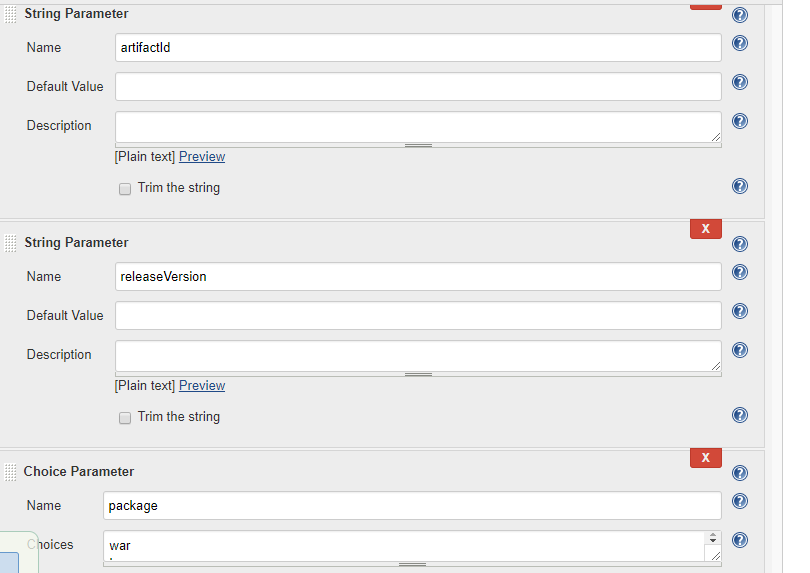 String Parameter
Name artifactId
Default Value
Description
[Plain text] Preview
Trim the string
X
String Parameter
Name releaseVersion
Default Value
Description
[Plain text] Preview
Trim the string
X
Choice Parameter
Name package
Choices war